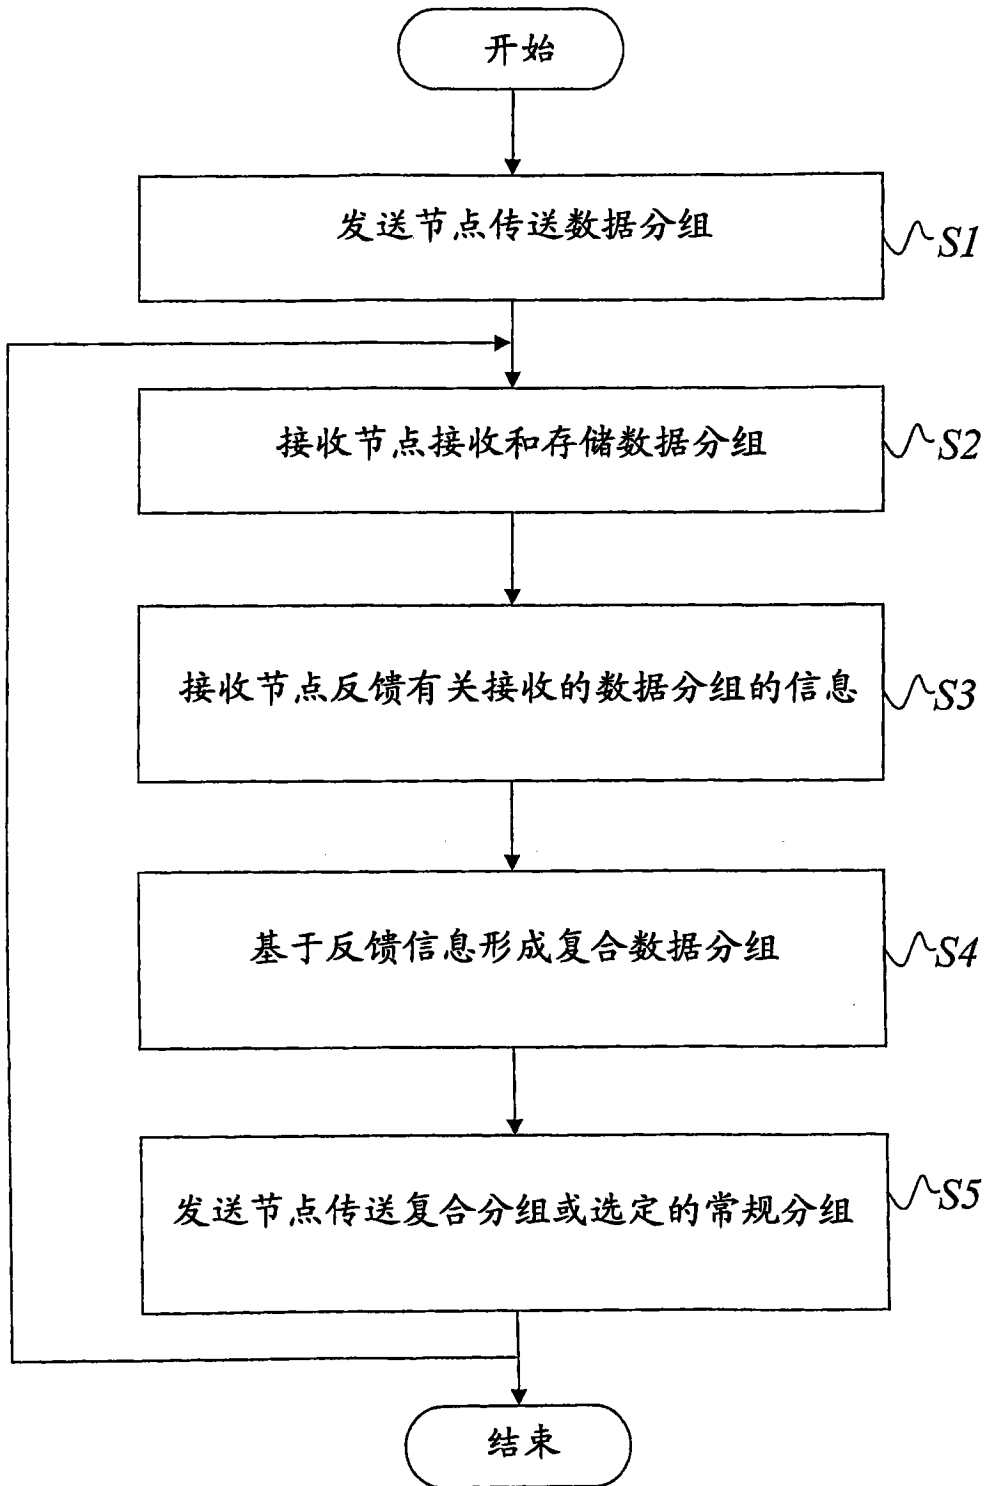 开始
发送节点传送数据分组
S1
接收节点接收和存储数据分组
S2
接收节点反馈有关接收的数据分组的信息
S3
基于反馈信息形成复合数据分组
S4
发送节点传送复合分组或选定的常规分组
S5
结束